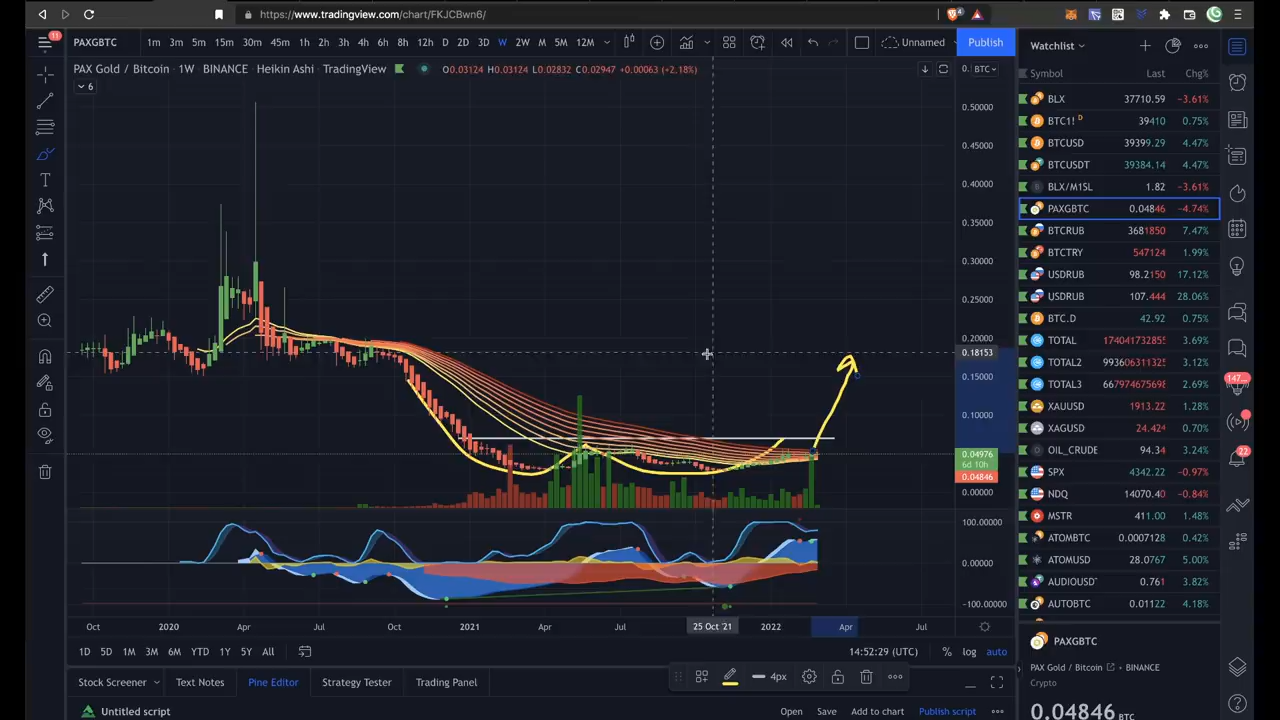 https://www.tradingview.com/chart/FKJCBwn6/
4
11
PAXGBTC 1m 3m 5m 15m 30m 45m 1h 2h 3h 4h 6h 8h 12h D 2D 3D W 2W M 5M 12M Unnamed Publish
PAX Gold / Bitcoin · 1W · BINANCE Heikin Ashi · TradingView O0.03124 H0.03124 L0.02832 C0.02947 +0.00063 (+2.18%)
6
0. BTC
0.50000
0.45000
0.40000
0.35000
0.30000
0.25000
0.20000
0.18153
0.15000
0.10000
0.04976
6d 10h
0.04846
0.00000
100.00000
0.00000
-100.00000
Oct 2020 Apr Jul Oct 2021 Apr Jul 25 Oct '21 2022 Apr Jul
1D 5D 1M 3M 6M YTD 1Y 5Y All 14:52:29 (UTC) % log auto
4px
Stock Screener Text Notes Pine Editor Strategy Tester Trading Panel
Untitled script Open Save Add to chart Publish script
Watchlist
Symbol Last Chg%
BLX 37710.59 −3.61%
BTC1! D 39410 0.75%
BTCUSD 39399.29 4.47%
BTCUSDT 39384.14 4.47%
BLX/M1SL 1.82 −3.61%
PAXGBTC 0.04846 −4.74%
BTCRUB 3681850 7.47%
BTCTRY 547124 1.99%
USDRUB 98.2150 17.12%
USDRUB 107.444 28.06%
BTC.D 42.92 0.75%
TOTAL 1740417328557 3.69%
TOTAL2 993606311325 3.12%
TOTAL3 667974675698 2.69%
XAUUSD 1913.22 1.28%
XAGUSD 24.424 0.70%
OIL_CRUDE 94.34 3.24%
SPX 4342.22 −0.97%
NDQ 14070.40 −0.84%
MSTR 411.00 1.48%
ATOMBTC 0.0007128 0.42%
ATOMUSD 28.0767 5.00%
AUDIOUSD 0.761 3.82%
AUTOBTC 0.01122 4.18%
PAXGBTC
PAX Gold / Bitcoin · BINANCE
Crypto
0.04846 BTC
147
22